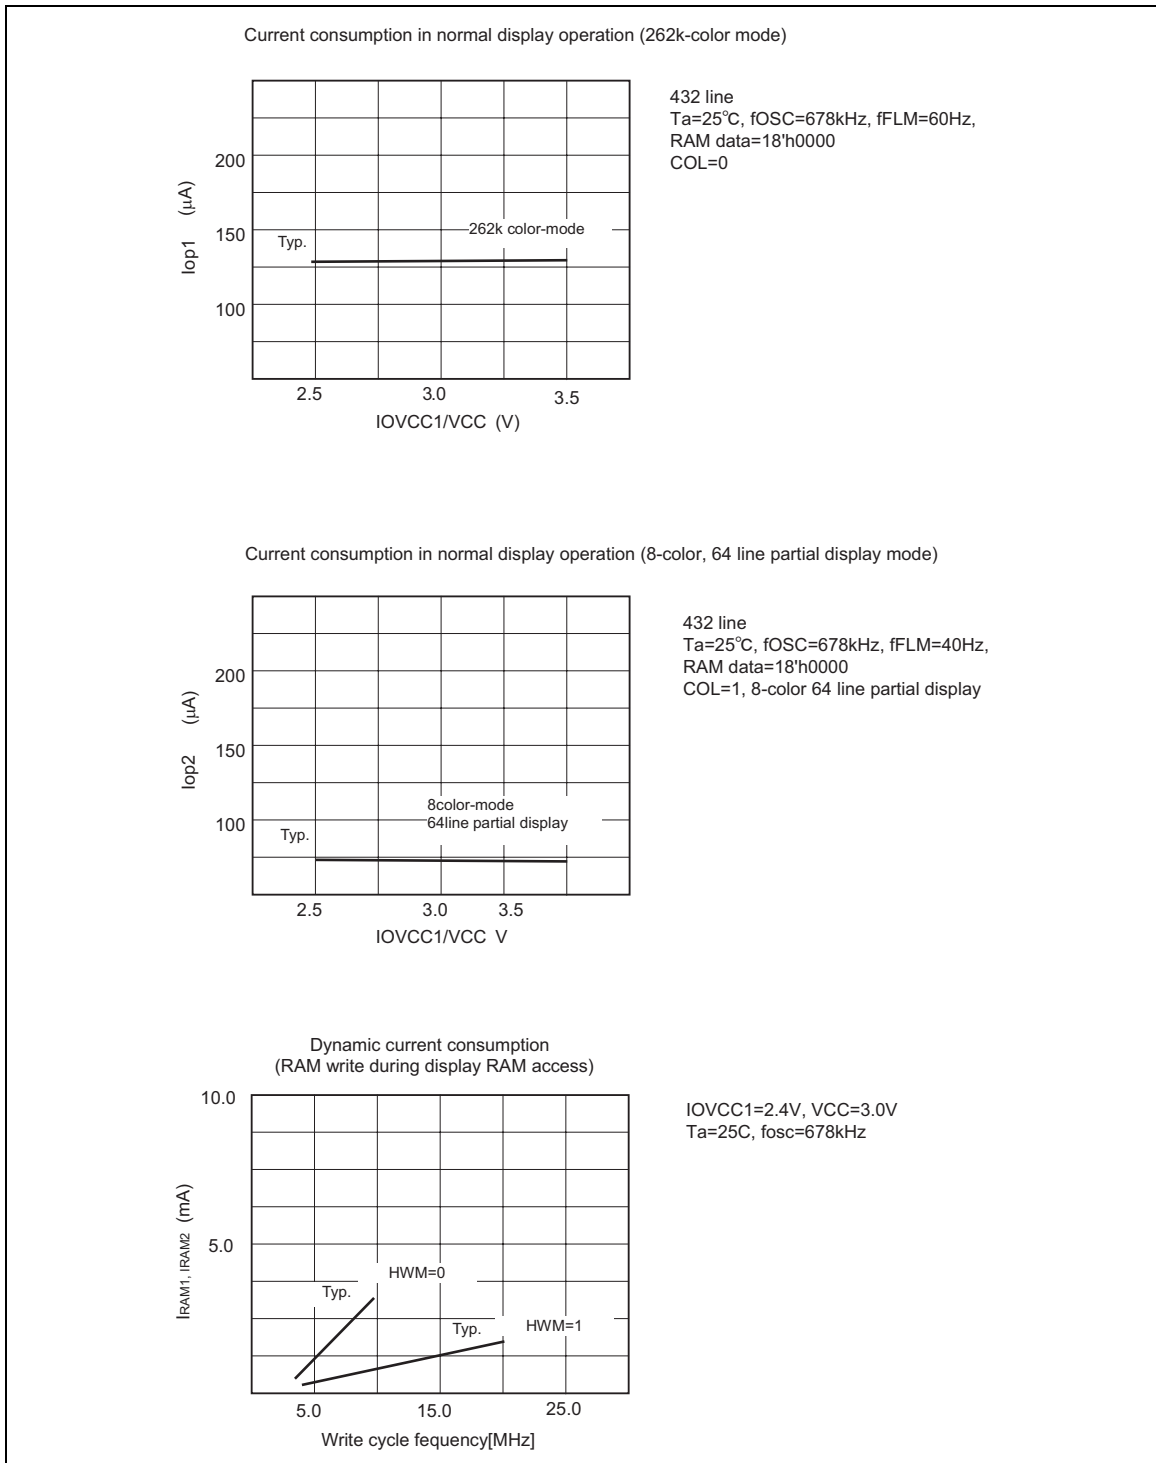 Current consumption in normal display operation (262k-color mode)
432 line
Ta=25℃, fOSC=678kHz, fFLM=60Hz,
RAM data=18'h0000
COL=0
Iop1 (μA)
200
150
100
Typ.
262k color-mode
2.5 3.0 3.5
IOVCC1/VCC (V)
Current consumption in normal display operation (8-color, 64 line partial display mode)
432 line
Ta=25℃, fOSC=678kHz, fFLM=40Hz,
RAM data=18'h0000
COL=1, 8-color 64 line partial display
Iop2 (μA)
200
150
100
Typ.
8color-mode
64line partial display
2.5 3.0 3.5
IOVCC1/VCC V
Dynamic current consumption
(RAM write during display RAM access)
IOVCC1=2.4V, VCC=3.0V
Ta=25C, fosc=678kHz
IRAM1, IRAM2 (mA)
10.0
5.0
Typ.
HWM=0
Typ.
HWM=1
5.0 15.0 25.0
Write cycle fequency[MHz]